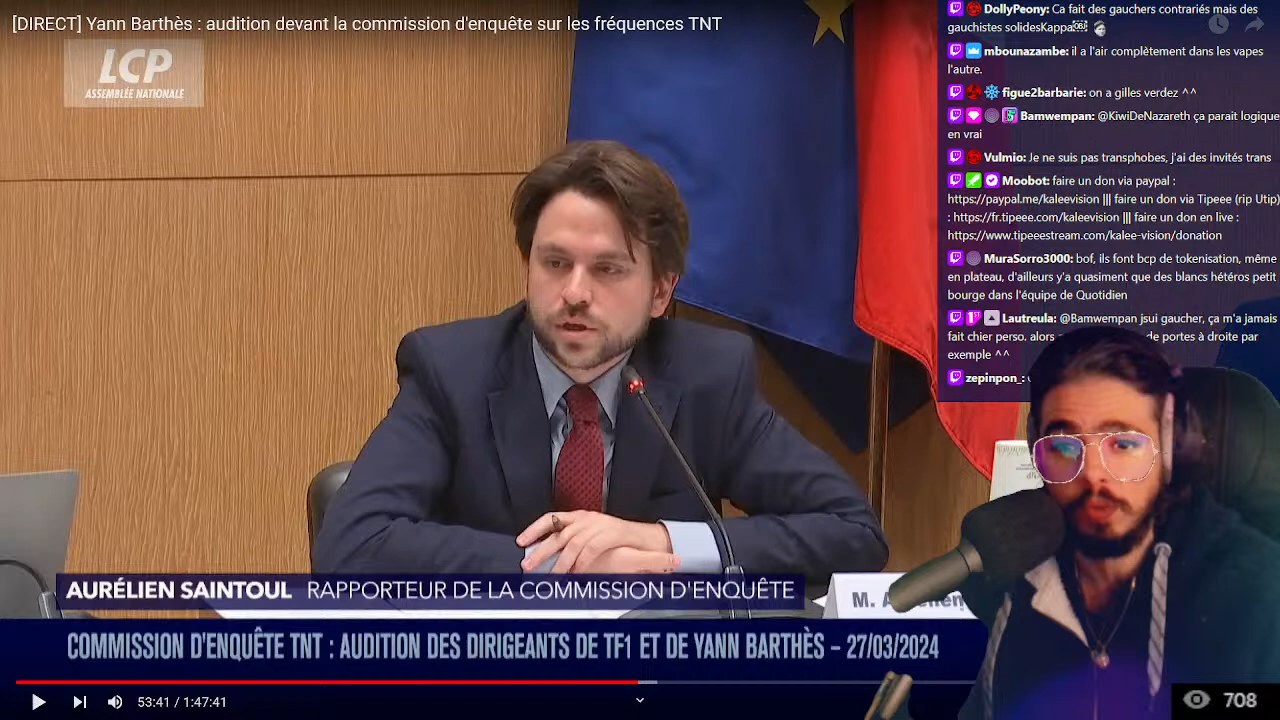 [DIRECT] Yann Barthès : audition devant la commission d'enquête sur les fréquences TNT
LCP
ASSEMBLÉE NATIONALE
DollyPeony: Ca fait des gauchers contrariés mais des
gauchistes solidesKappa
mbounazambe: il a l'air complètement dans les vapes
l'autre.
figue2barbarie: on a gilles verdez ^^
Bamwempan: @KiwiDeNazareth ça parait logique
en vrai
Vulmio: Je ne suis pas transphobes, j'ai des invités trans
Moobot: faire un don via paypal :
https://paypal.me/kaleevision ||| faire un don via Tipeee (rip Utip)
: https://fr.tipeee.com/kaleevision ||| faire un don en live :
https://www.tipeeestream.com/kalee-vision/donation
MuraSorro3000: bof, ils font bcp de tokenisation, même
en plateau, d'ailleurs y'a quasiment que des blancs hétéros petit
bourge dans l'équipe de Quotidien
Lautreula: @Bamwempan jsui gaucher, ça m'a jamais
fait chier perso. alors de portes à droite par
exemple ^^
zepinpon_:
M.
AURÉLIEN SAINTOUL RAPPORTEUR DE LA COMMISSION D'ENQUÊTE
COMMISSION D'ENQUÊTE TNT : AUDITION DES DIRIGEANTS DE TF1 ET DE YANN BARTHÈS – 27/03/2024
53:41 / 1:47:41
708